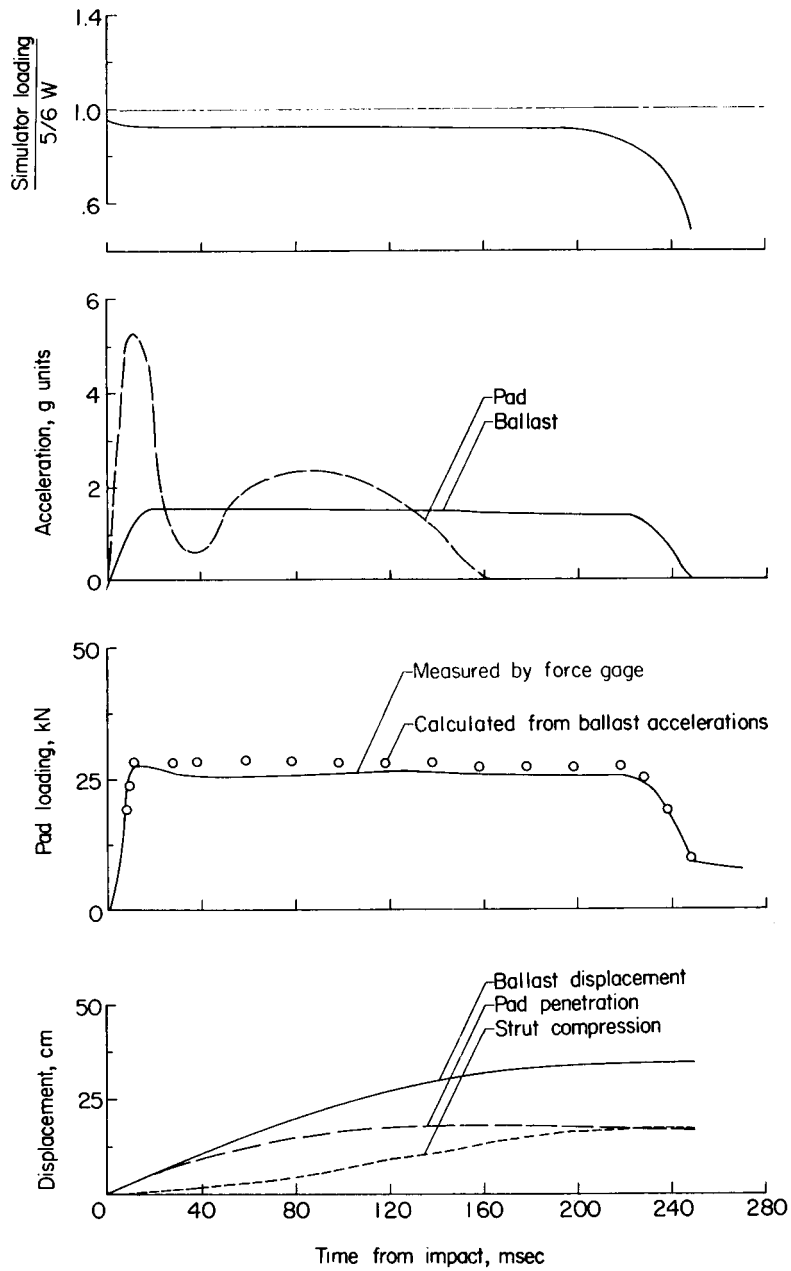 1.4
1.0
.6
Simulator loading
5/6 W
6
4
2
0
Acceleration, g units
Pad
Ballast
50
25
0
Pad loading, kN
Measured by force gage
Calculated from ballast accelerations
50
25
Displacement, cm
Ballast displacement
Pad penetration
Strut compression
0 40 80 120 160 200 240 280
Time from impact, msec